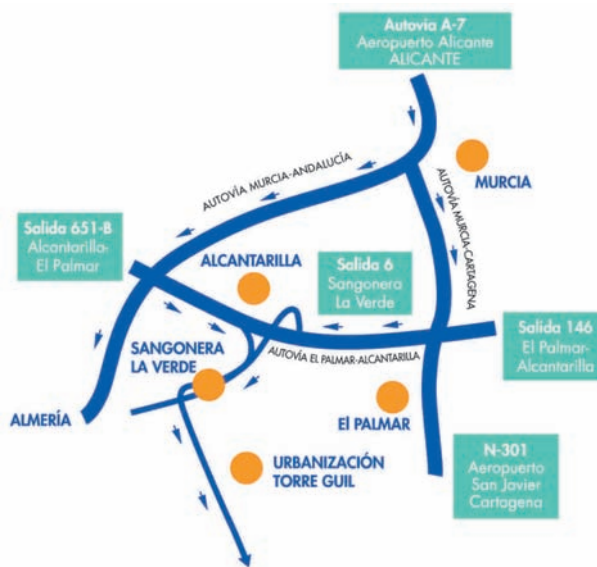 Autovía A-7
Aeropuerto Alicante
ALICANTE
MURCIA
AUTOVÍA MURCIA-ANDALUCÍA
AUTOVÍA MURCIA-CARTAGENA
Salida 651-B
Alcantarilla-
El Palmar
ALCANTARILLA
Salida 6
Sangonera
La Verde
Salida 146
El Palmar-
Alcantarilla
AUTOVÍA EL PALMAR-ALCANTARILLA
SANGONERA
LA VERDE
ALMERÍA
El PALMAR
N-301
Aeropuerto
San Javier
Cartagena
URBANIZACIÓN
TORRE GUIL